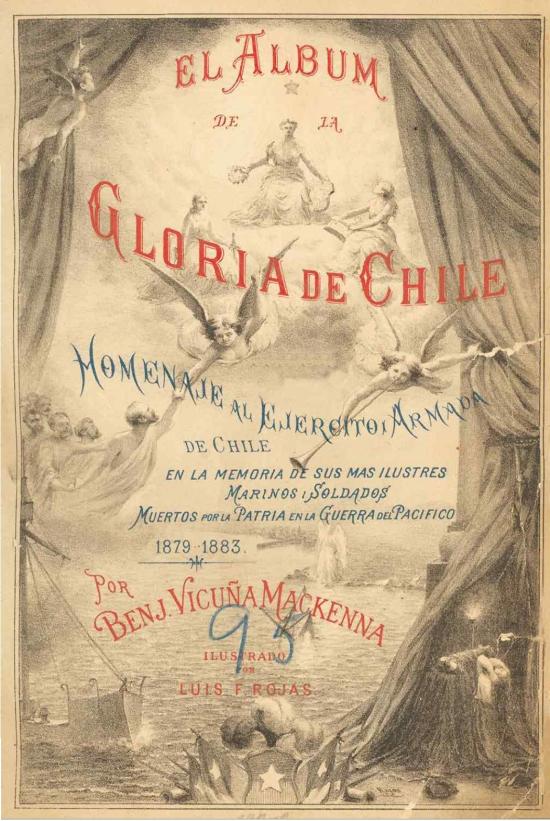 EL ALBUM
DE LA
GLORIA DE CHILE
HOMENAJE AL EJERCITO I ARMADA
DE CHILE
EN LA MEMORIA DE SUS MAS ILUSTRES
MARINOS I SOLDADOS
MUERTOS POR LA PATRIA EN LA GUERRA DEL PACIFICO
1879-1883.
POR
BENJ. VICUÑA MACKENNA
95
ILUSTRADO
POR
LUIS F. ROJAS